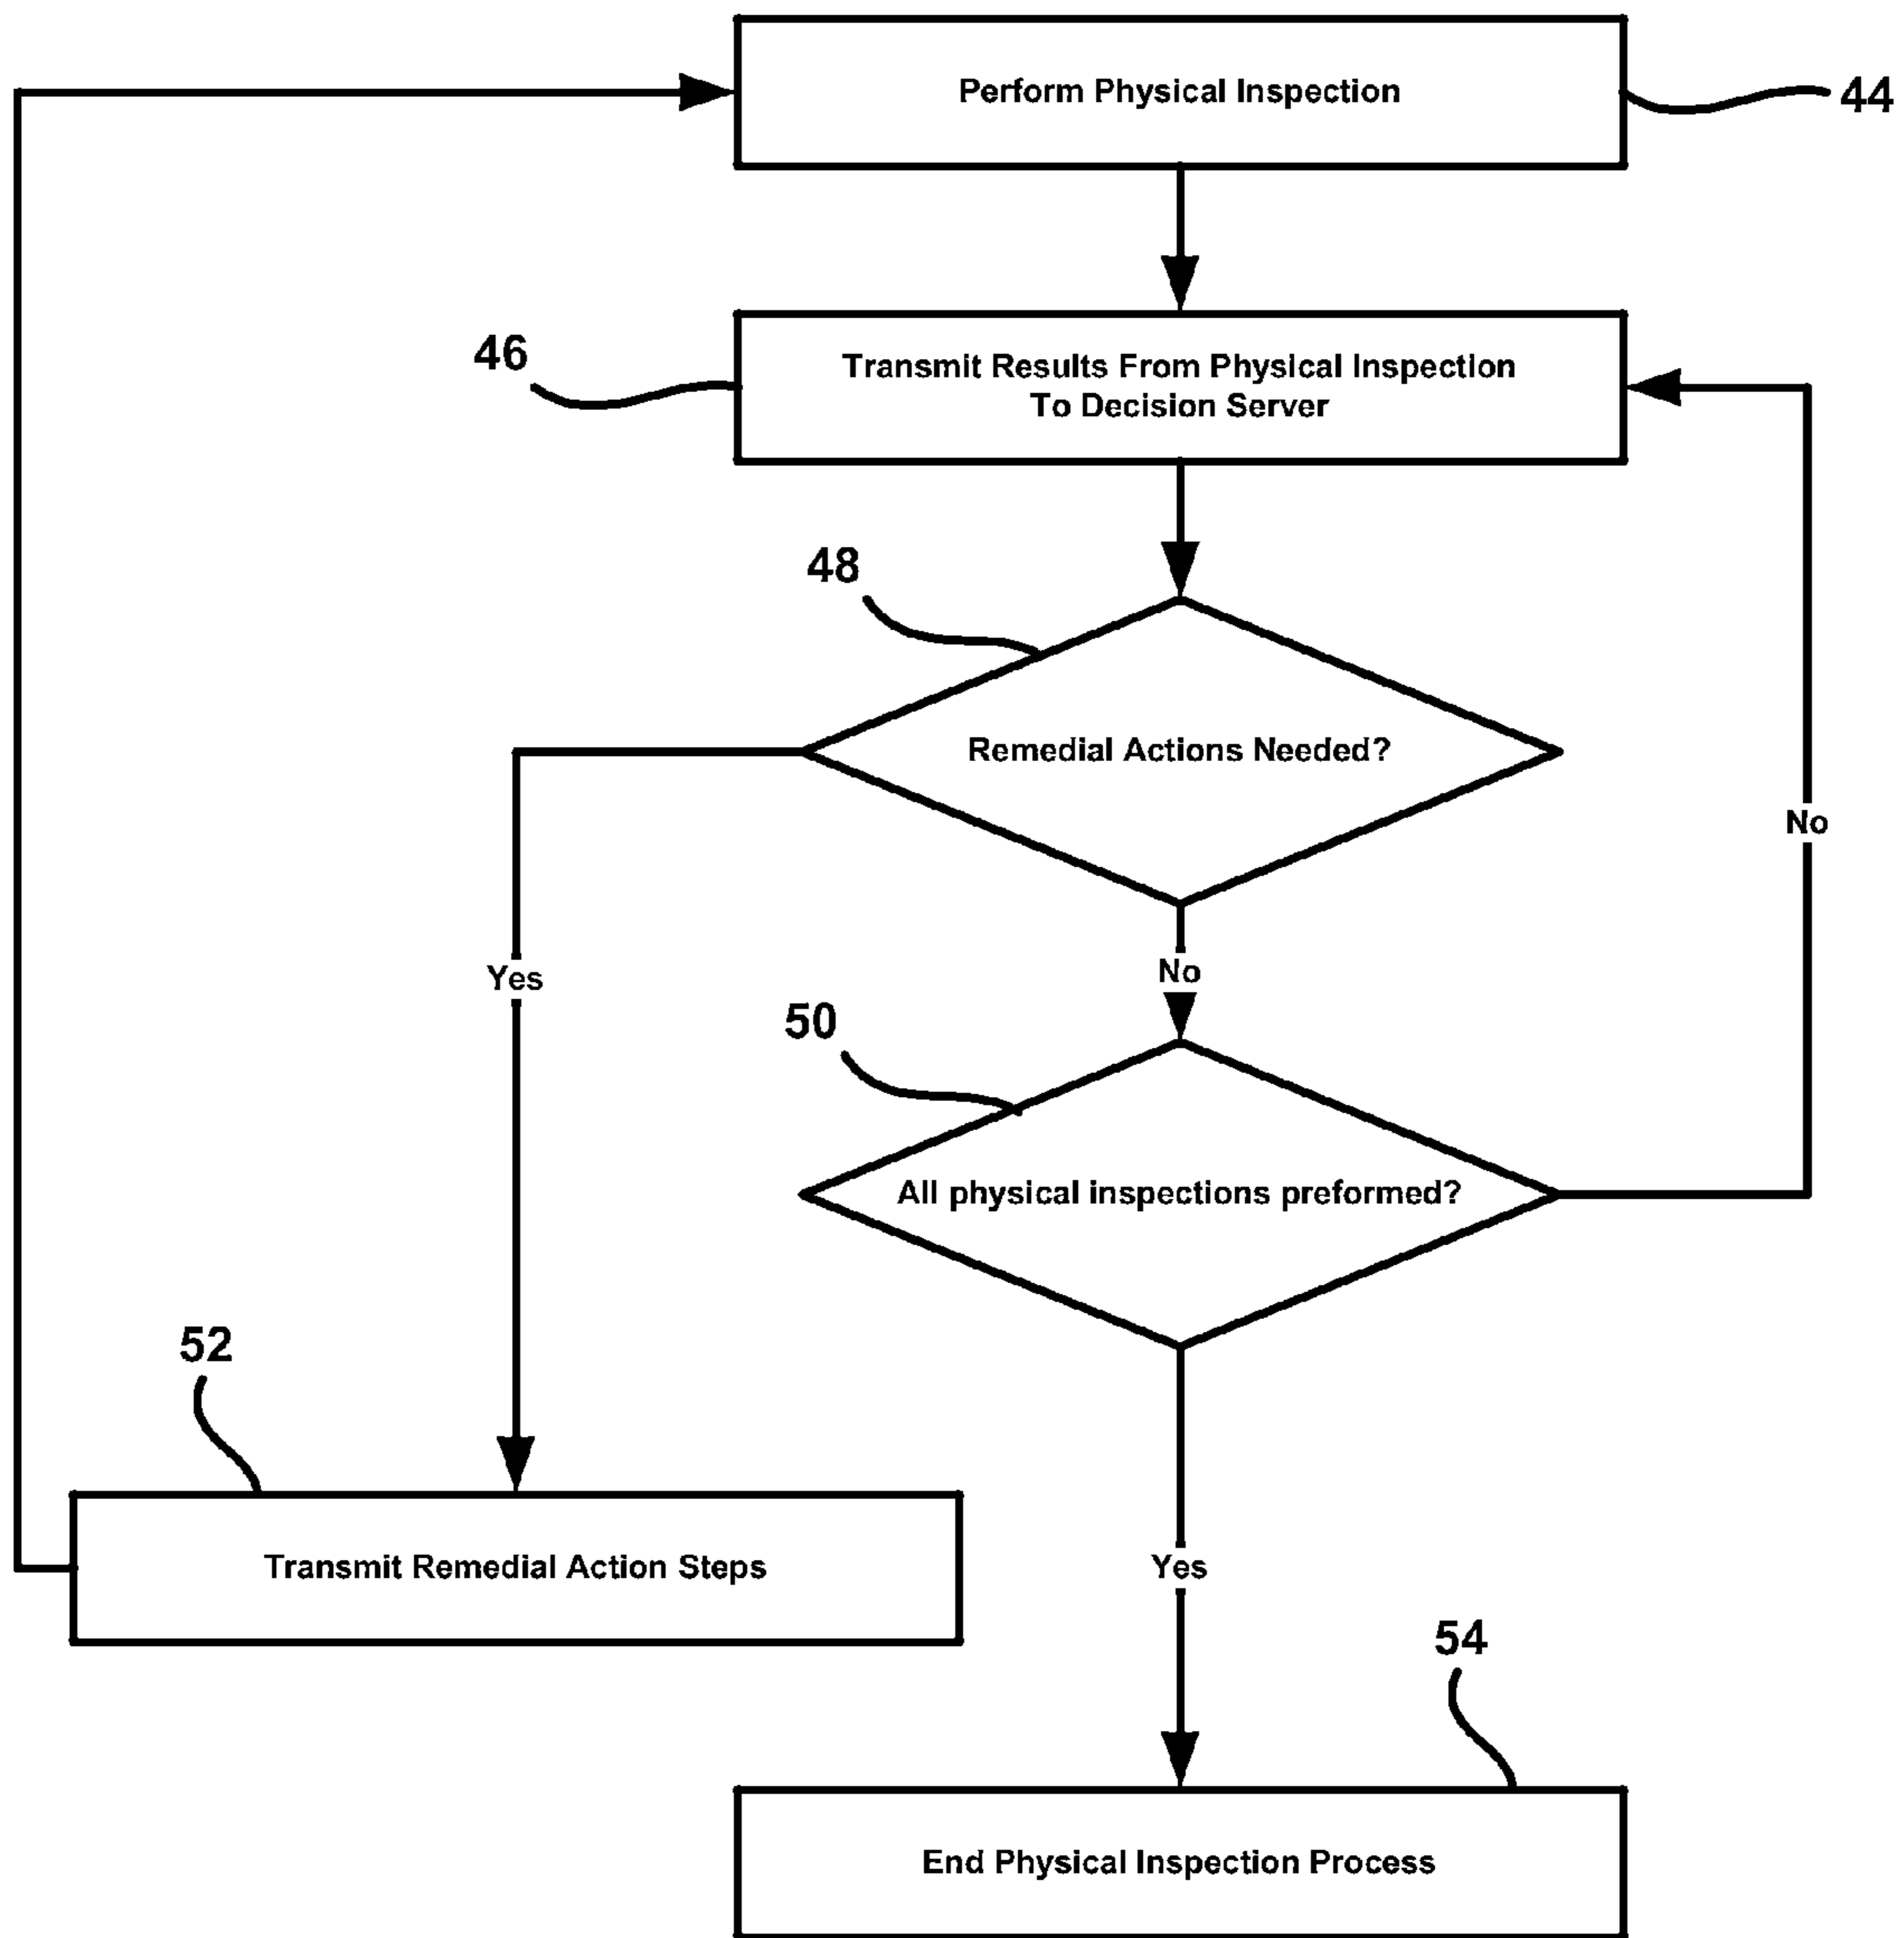 Perform Physical Inspection
44
46
Transmit Results From Physical Inspection
To Decision Server
48
Remedial Actions Needed?
No
Yes
No
50
All physical inspections preformed?
52
Transmit Remedial Action Steps
Yes
54
End Physical Inspection Process